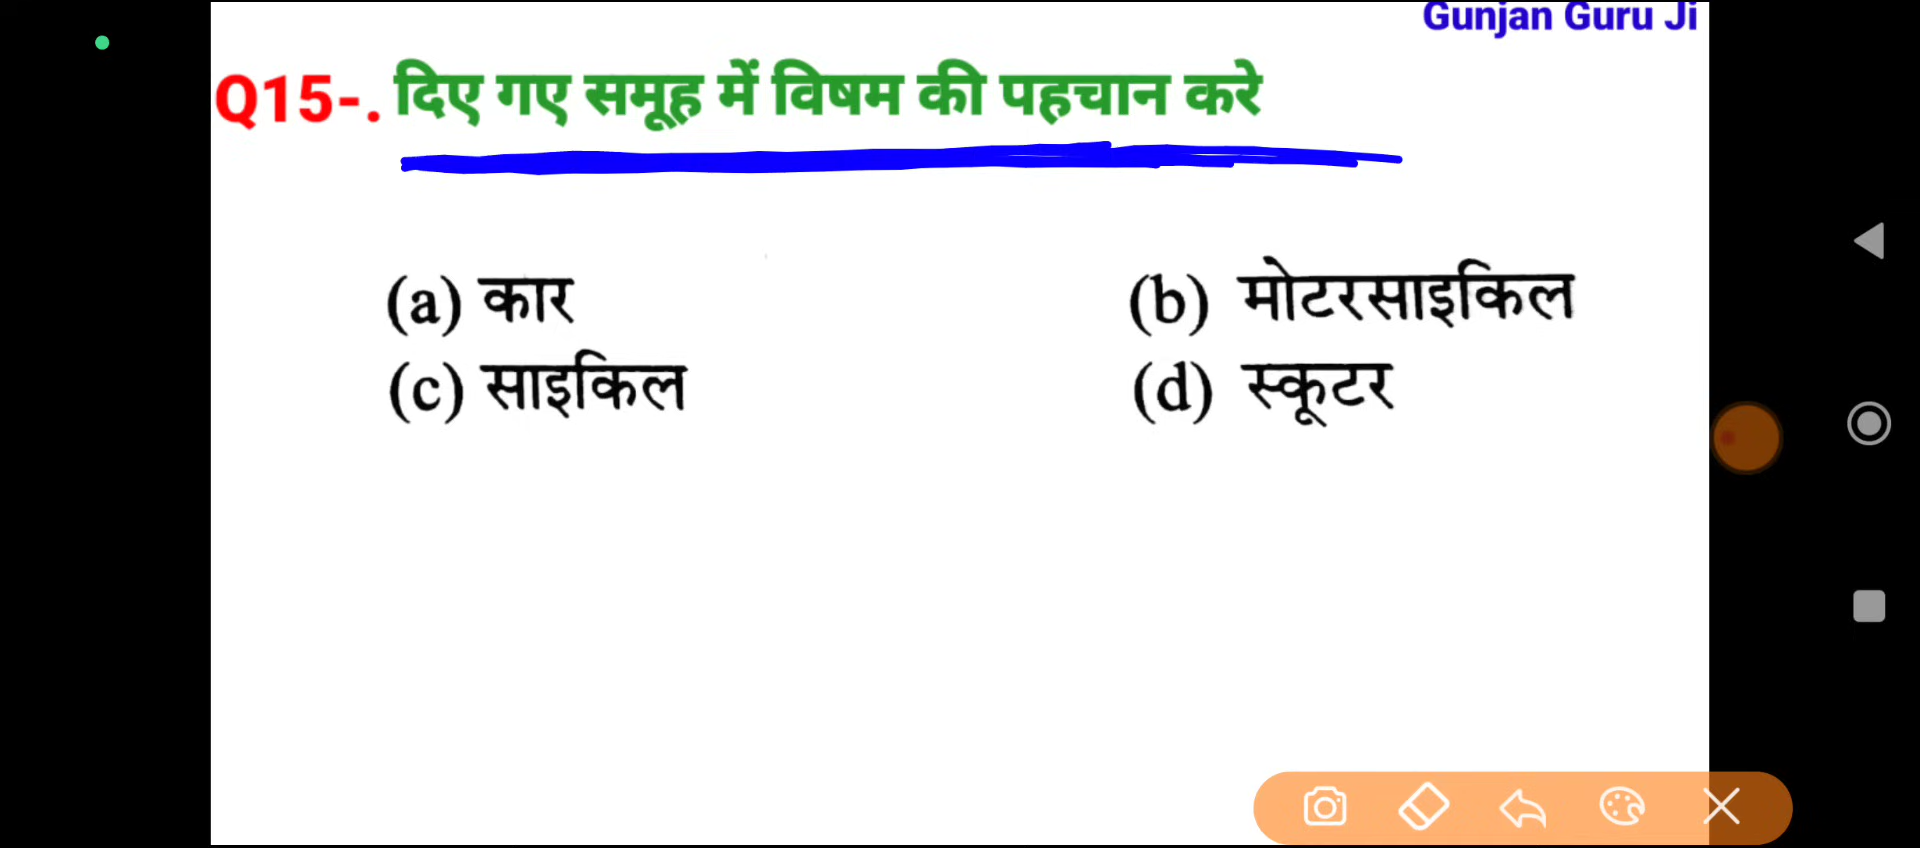 Gunjan Guru Ji
Q15-. दिए गए समूह में विषम की पहचान करे
(a) कार (b) मोटरसाइकिल
(c) साइकिल (d) स्कूटर